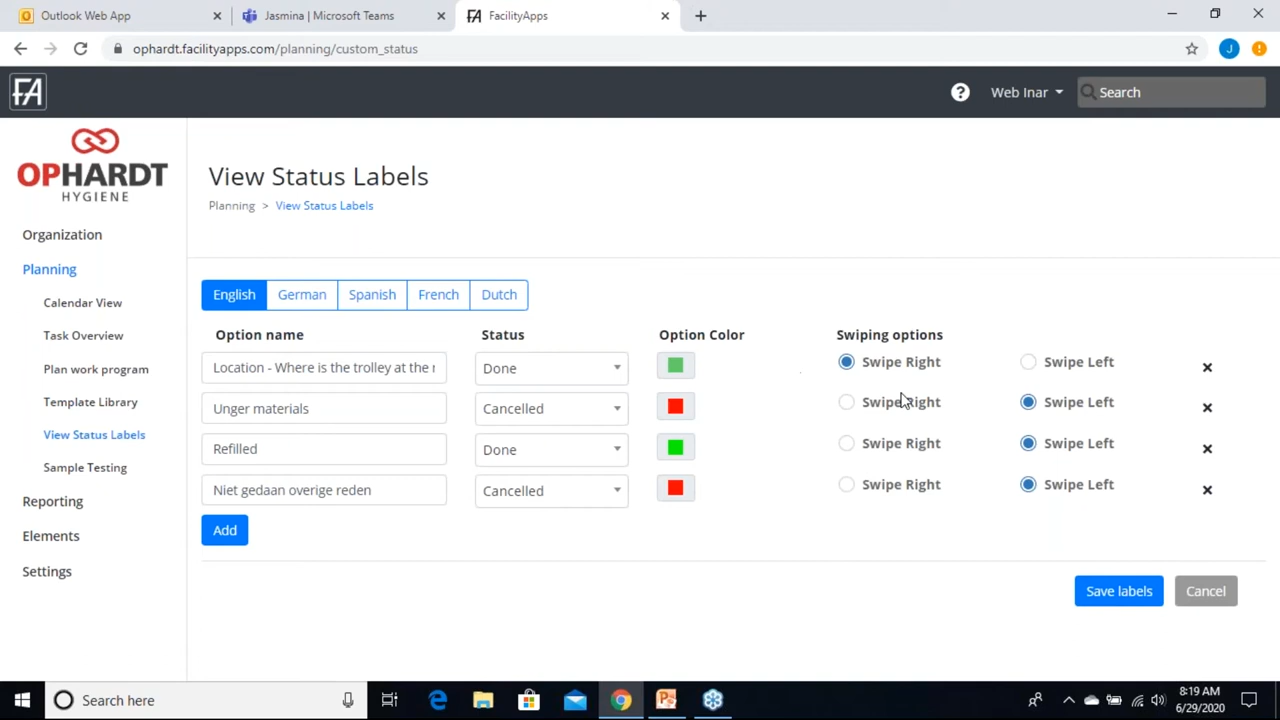 Outlook Web App
Jasmina | Microsoft Teams
FacilityApps
ophardt.facilityapps.com/planning/custom_status
J
FA
? Web Inar Search
OPHARDT
HYGIENE
Organization
Planning
Calendar View
Task Overview
Plan work program
Template Library
View Status Labels
Sample Testing
Reporting
Elements
Settings
View Status Labels
Planning > View Status Labels
English German Spanish French Dutch
Option name Status Option Color Swiping options
Location - Where is the trolley at the r Done Swipe Right Swipe Left
Unger materials Cancelled Swipe Right Swipe Left
Refilled Done Swipe Right Swipe Left
Niet gedaan overige reden Cancelled Swipe Right Swipe Left
Add
Save labels Cancel
Search here
8:19 AM
6/29/2020